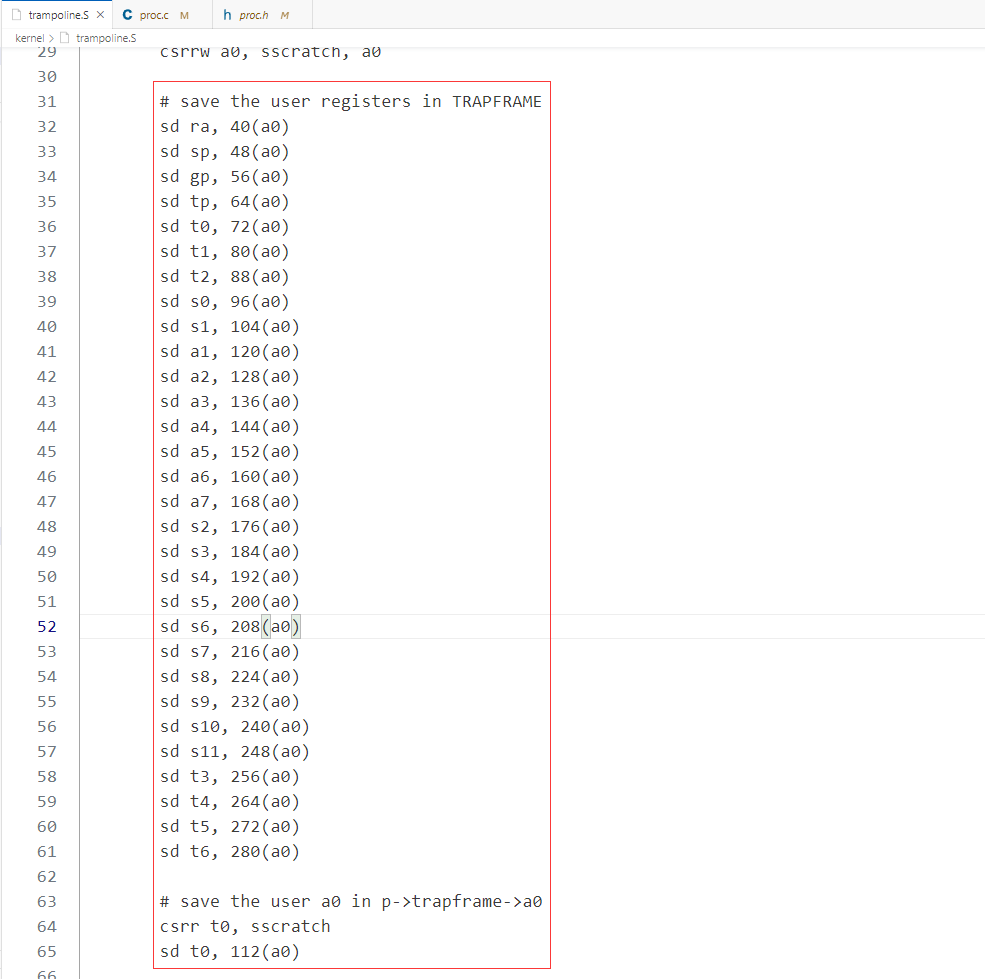 trampoline.S × C proc.c M h proc.h M
kernel > trampoline.S
29 csrrw a0, sscratch, a0
30
31 # save the user registers in TRAPFRAME
32 sd ra, 40(a0)
33 sd sp, 48(a0)
34 sd gp, 56(a0)
35 sd tp, 64(a0)
36 sd t0, 72(a0)
37 sd t1, 80(a0)
38 sd t2, 88(a0)
39 sd s0, 96(a0)
40 sd s1, 104(a0)
41 sd a1, 120(a0)
42 sd a2, 128(a0)
43 sd a3, 136(a0)
44 sd a4, 144(a0)
45 sd a5, 152(a0)
46 sd a6, 160(a0)
47 sd a7, 168(a0)
48 sd s2, 176(a0)
49 sd s3, 184(a0)
50 sd s4, 192(a0)
51 sd s5, 200(a0)
52 sd s6, 208(a0)
53 sd s7, 216(a0)
54 sd s8, 224(a0)
55 sd s9, 232(a0)
56 sd s10, 240(a0)
57 sd s11, 248(a0)
58 sd t3, 256(a0)
59 sd t4, 264(a0)
60 sd t5, 272(a0)
61 sd t6, 280(a0)
62
63 # save the user a0 in p->trapframe->a0
64 csrr t0, sscratch
65 sd t0, 112(a0)
66